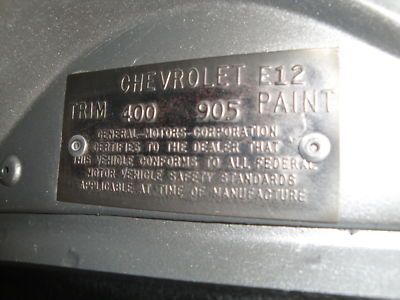 CHEVROLET E12
TRIM 400 905 PAINT
GENERAL-MOTORS-CORPORATION
CERTIFIES TO THE DEALER THAT
THIS VEHICLE CONFORMS TO ALL FEDERAL
MOTOR VEHICLE SAFETY STANDARDS
APPLICABLE AT TIME OF MANUFACTURE